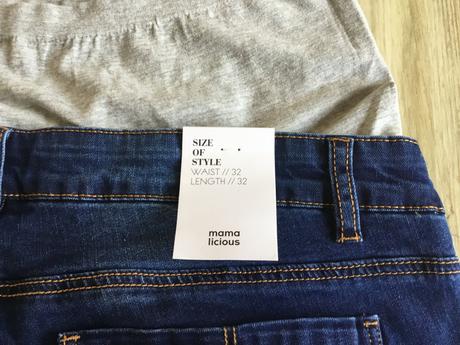 SIZE
OF
STYLE
WAIST // 32
LENGTH // 32
mama
licious